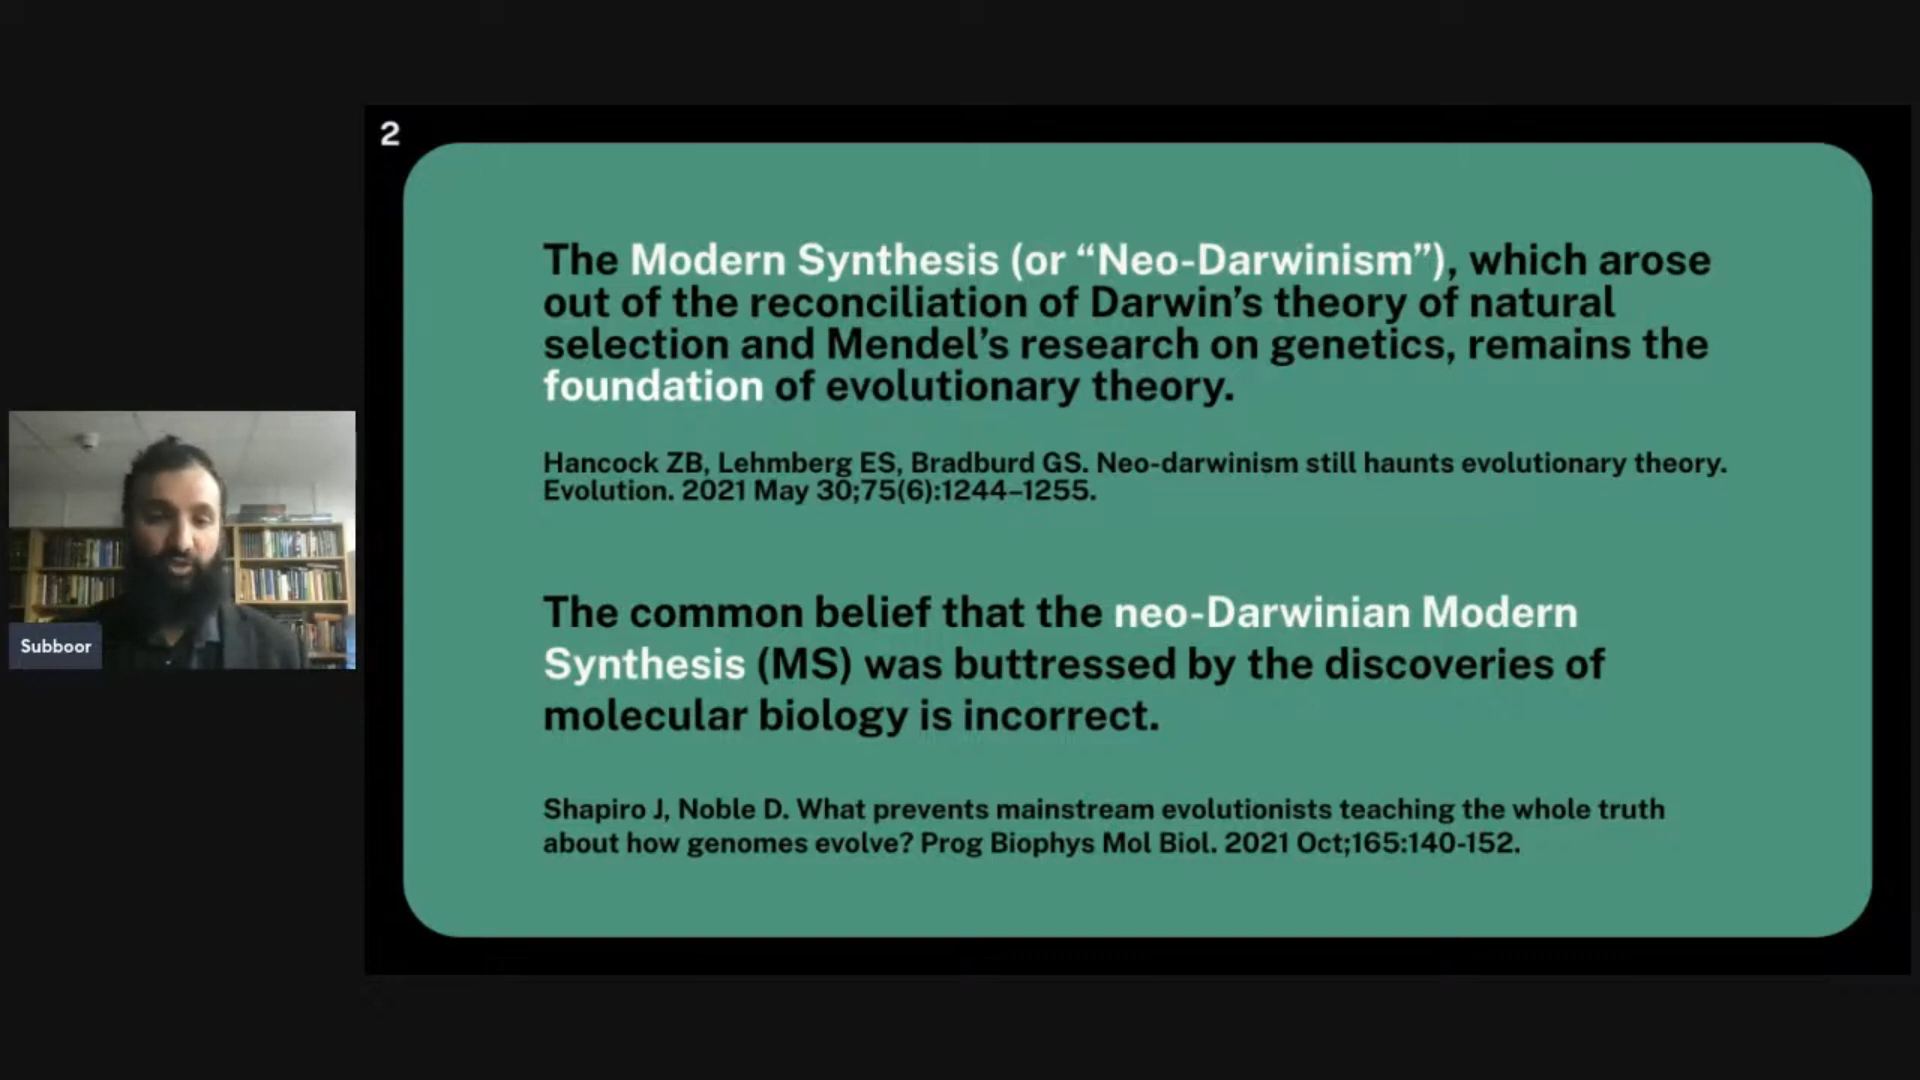 2
The Modern Synthesis (or “Neo-Darwinism”), which arose
out of the reconciliation of Darwin’s theory of natural
selection and Mendel’s research on genetics, remains the
foundation of evolutionary theory.
Hancock ZB, Lehmberg ES, Bradburd GS. Neo-darwinism still haunts evolutionary theory.
Evolution. 2021 May 30;75(6):1244–1255.
The common belief that the neo-Darwinian Modern
Synthesis (MS) was buttressed by the discoveries of
molecular biology is incorrect.
Shapiro J, Noble D. What prevents mainstream evolutionists teaching the whole truth
about how genomes evolve? Prog Biophys Mol Biol. 2021 Oct;165:140-152.
Subboor